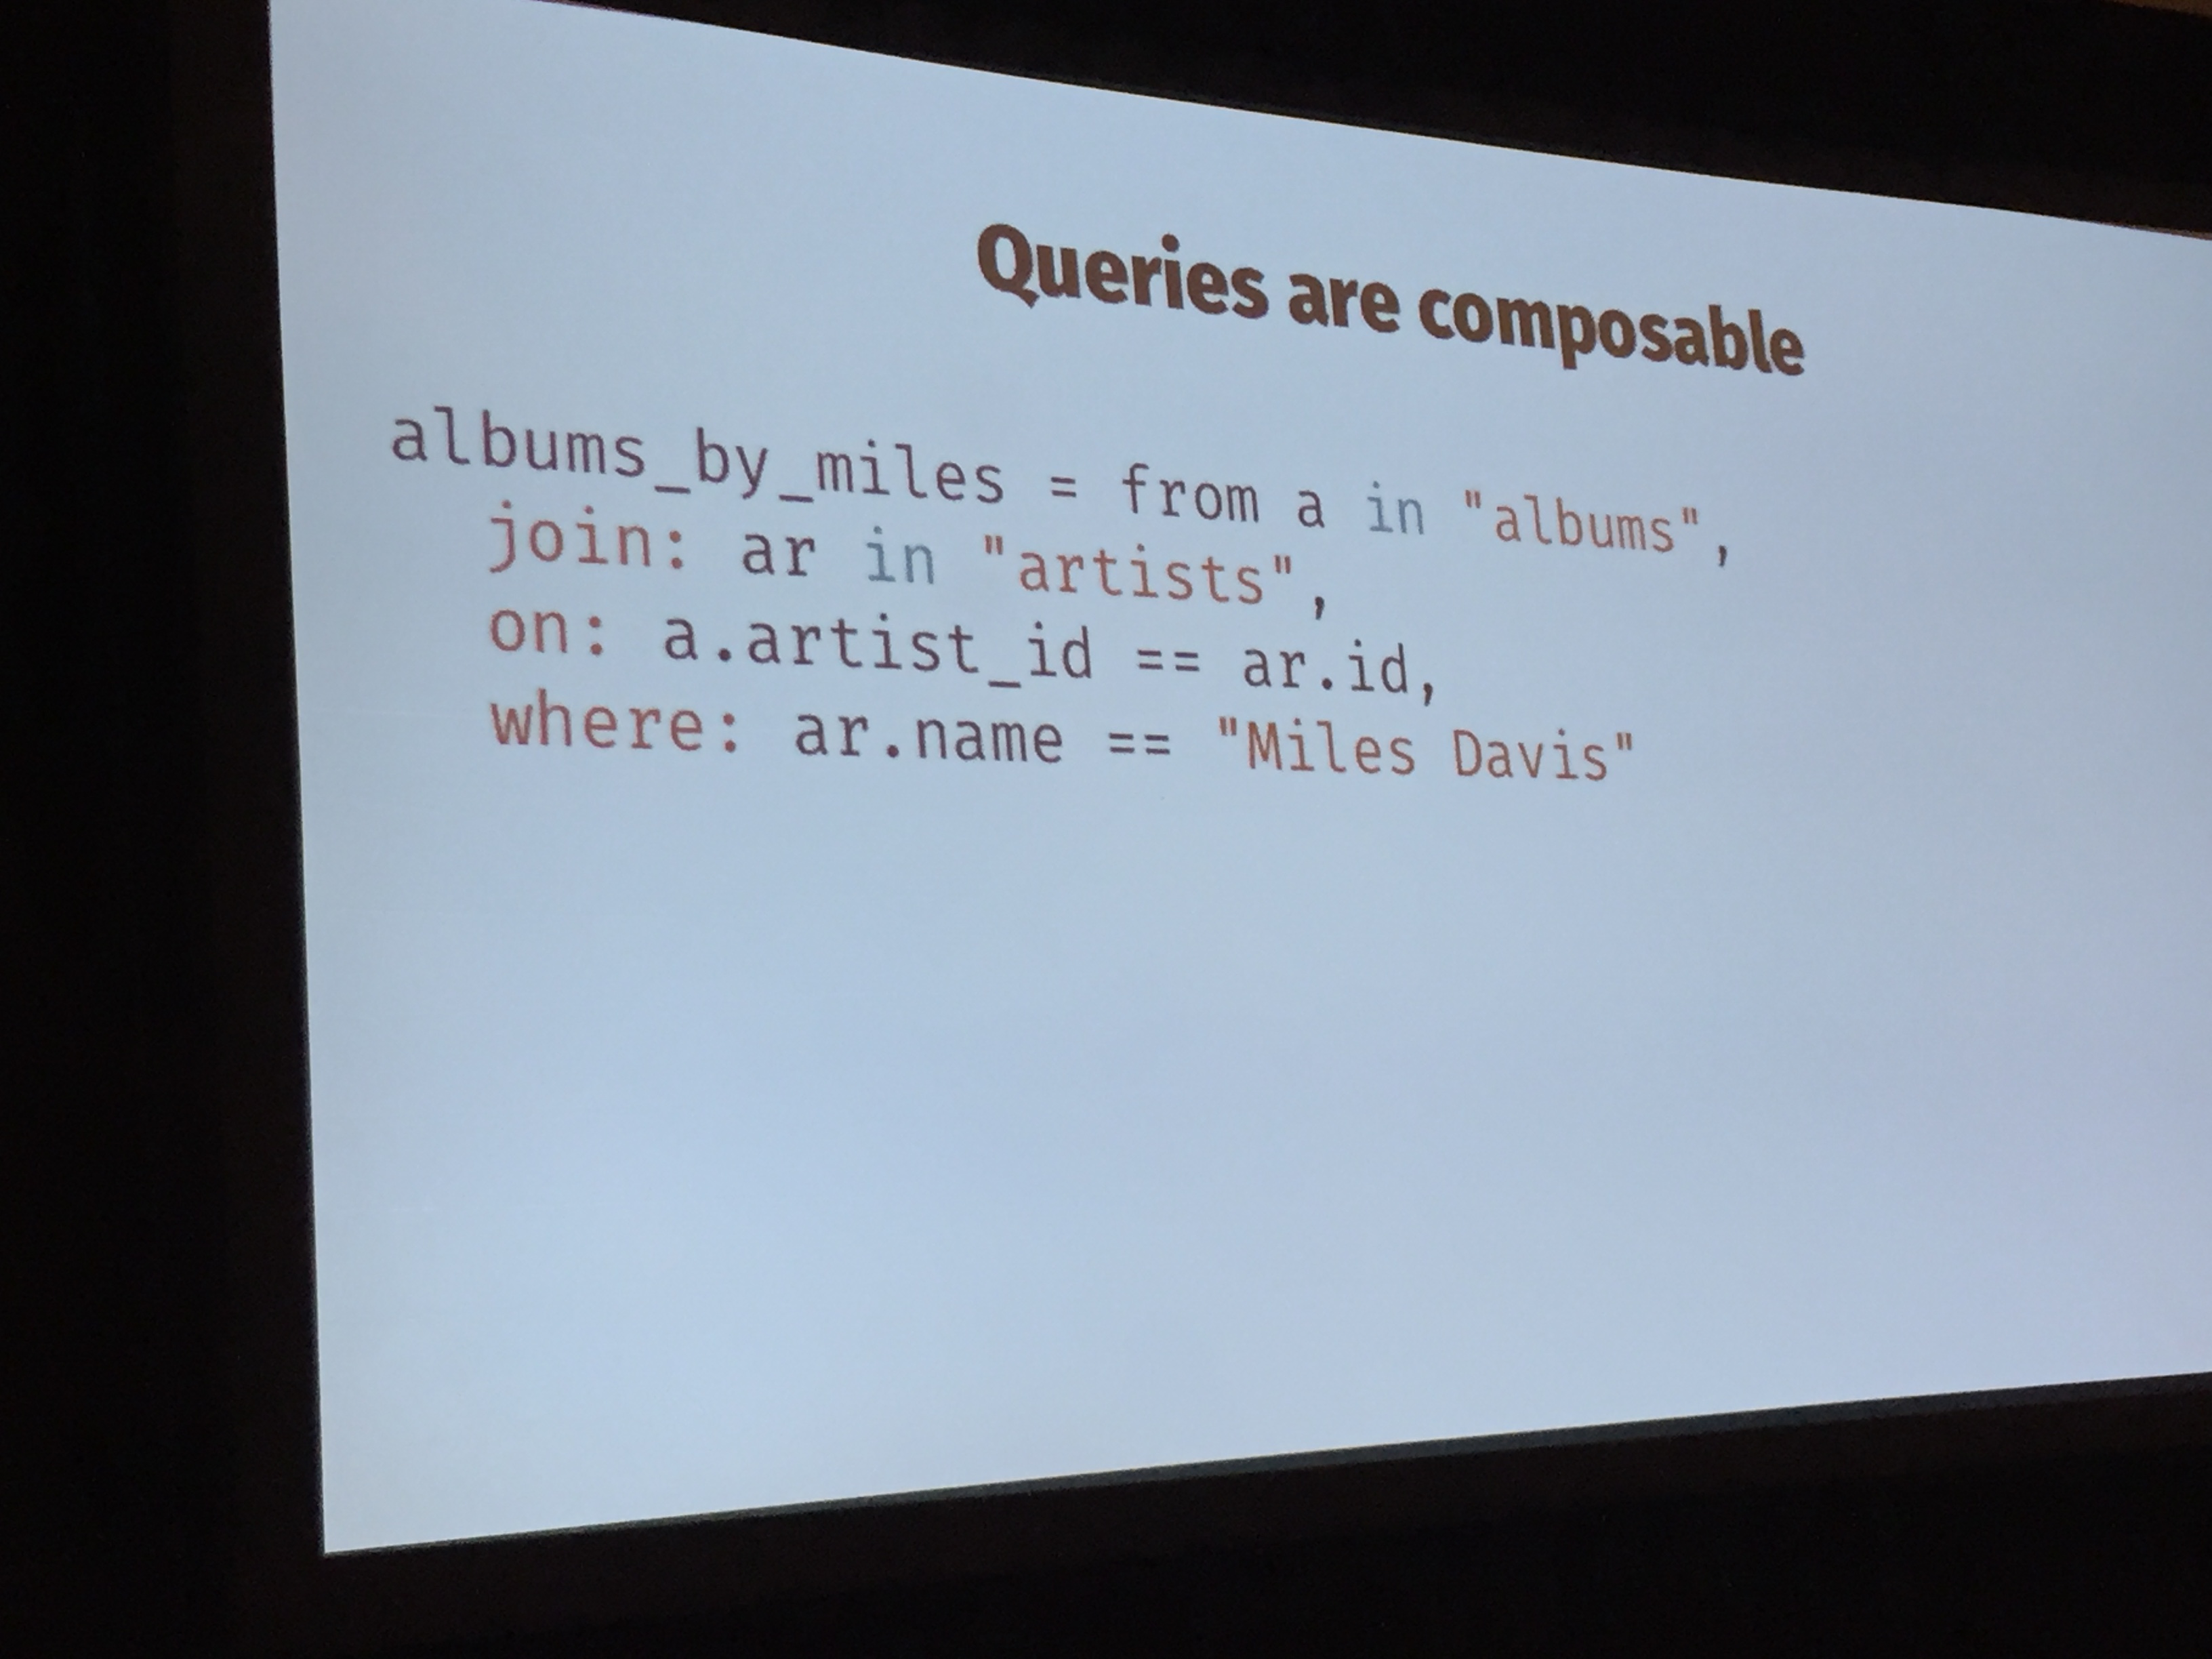 Queries are composable
albums_by_miles = from a in "albums",
join: ar in "artists",
on: a.artist_id == ar.id,
where: ar.name == "Miles Davis"